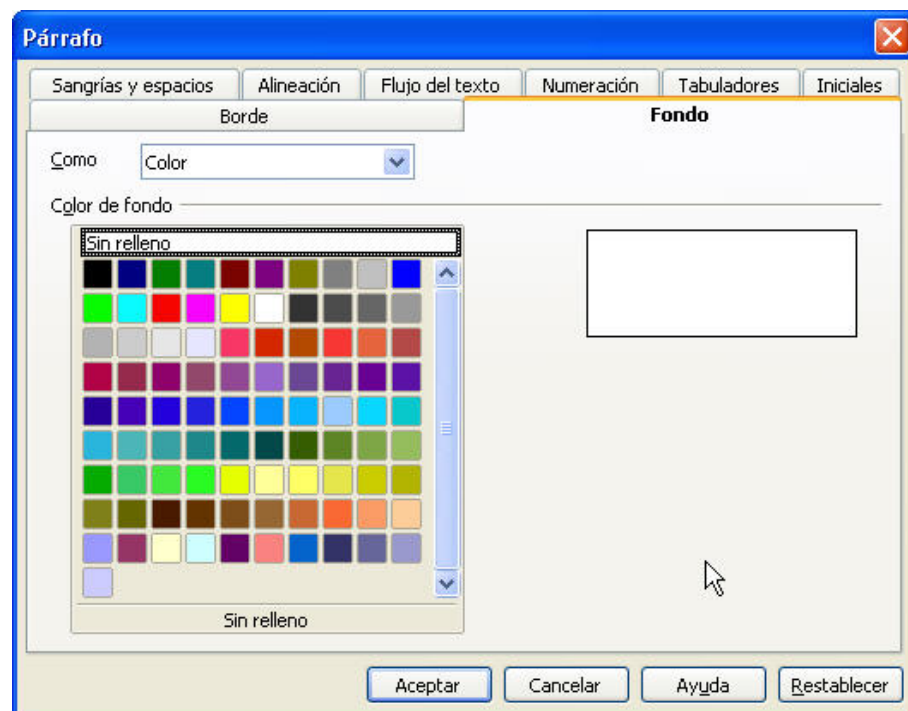 Párrafo
Sangrías y espacios Alineación Flujo del texto Numeración Tabuladores Iniciales
Borde Fondo
Como Color
Color de fondo
Sin relleno
Sin relleno
Aceptar Cancelar Ayuda Restablecer